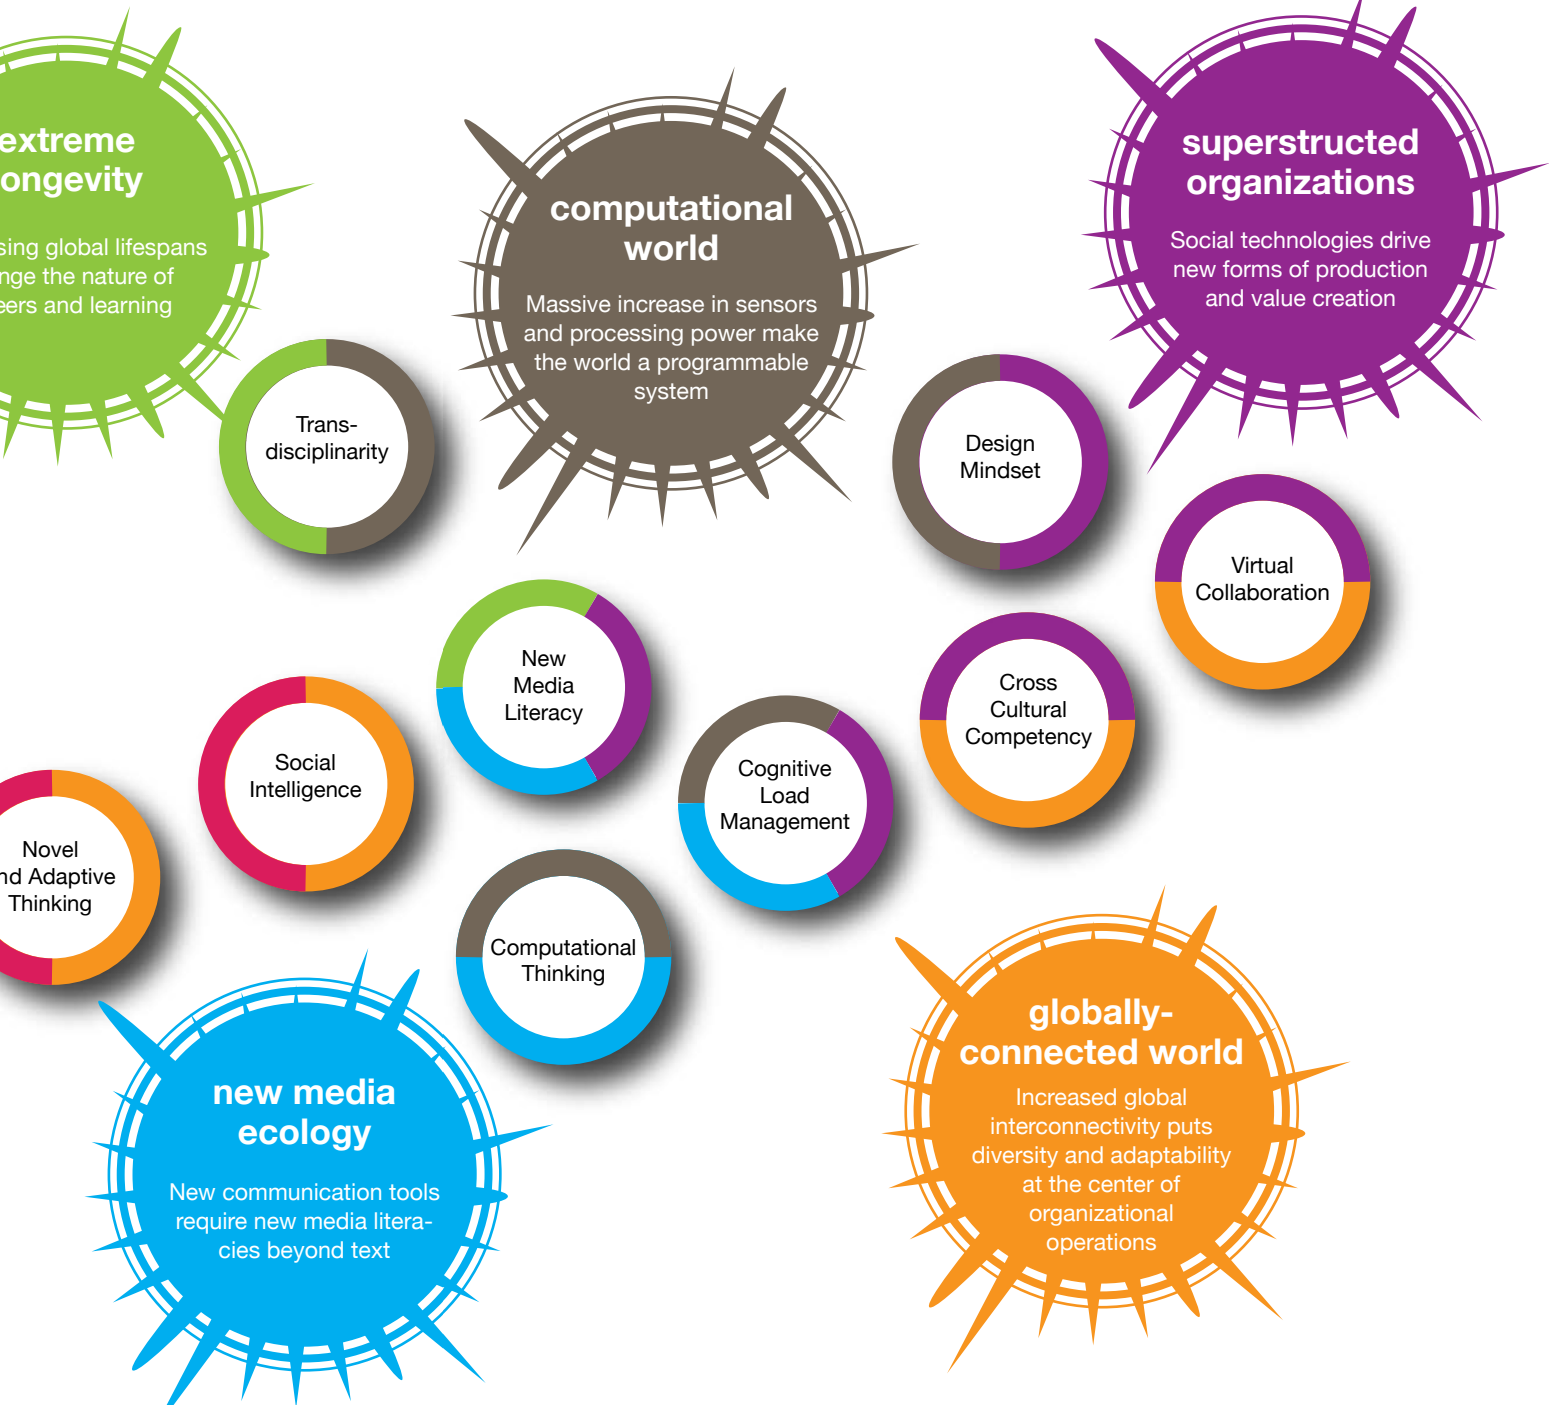 extreme
ongevity
sing global lifespans
nge the nature of
eers and learning
computational
world
Massive increase in sensors
and processing power make
the world a programmable
system
superstructed
organizations
Social technologies drive
new forms of production
and value creation
Trans-
disciplinarity
Design
Mindset
Virtual
Collaboration
New
Media
Literacy
Cross
Cultural
Competency
Social
Intelligence
Cognitive
Load
Management
Novel
nd Adaptive
Thinking
Computational
Thinking
new media
ecology
New communication tools
require new media litera-
cies beyond text
globally-
connected world
Increased global
interconnectivity puts
diversity and adaptability
at the center of
organizational
operations